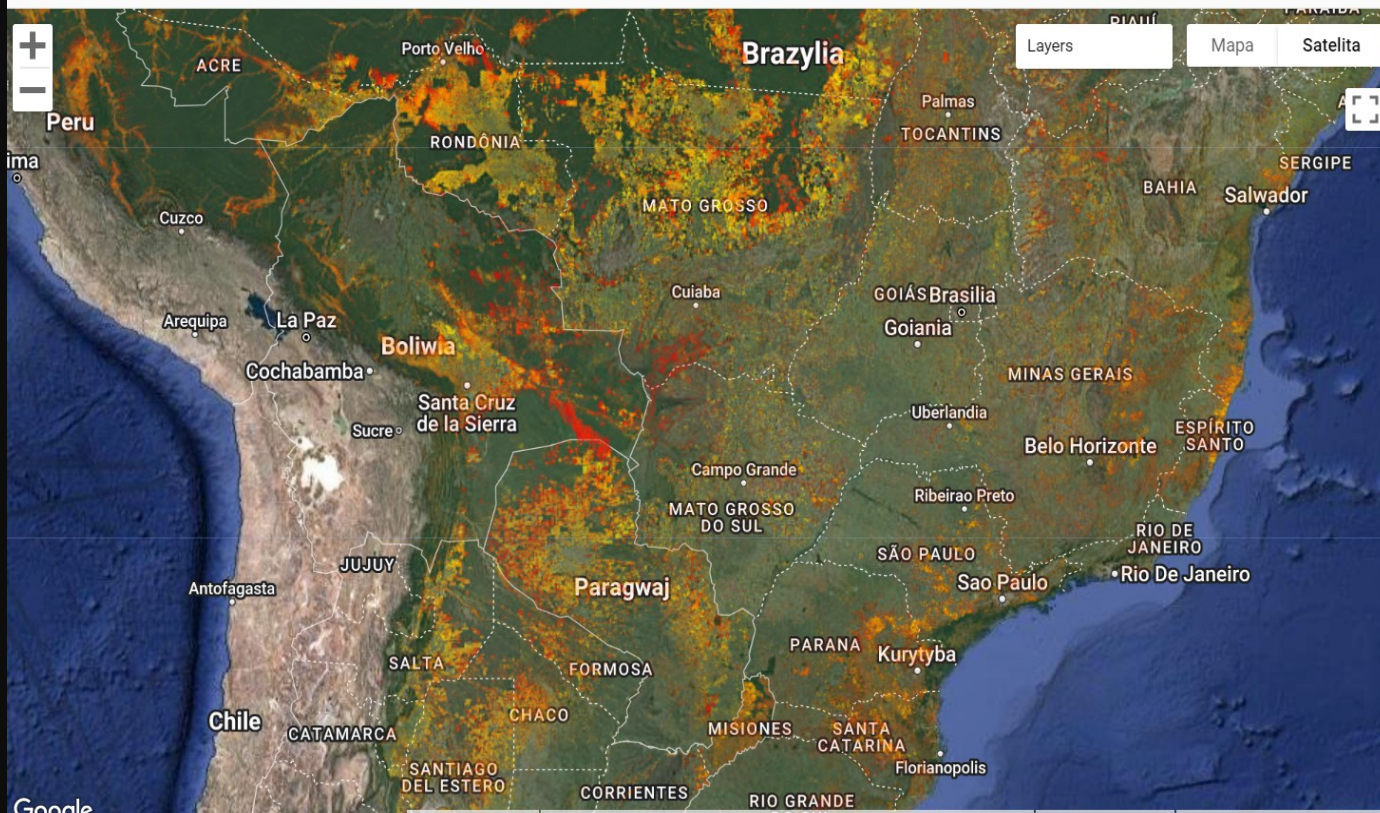 PIAUÍ
PARAÍBA
Layers
Mapa
Satelita
Brazylia
Porto Velho
ACRE
Palmas
Peru
TOCANTINS
RONDÔNIA
ima
SERGIPE
BAHIA
Salwador
MATO GROSSO
Cuzco
Cuiaba
GOIÁS
Brasilia
Arequipa
La Paz
Goiania
Boliwia
Cochabamba
MINAS GERAIS
Santa Cruz
de la Sierra
Uberlandia
Sucre
ESPÍRITO
SANTO
Belo Horizonte
Campo Grande
Ribeirao Preto
MATO GROSSO
DO SUL
RIO DE
JANEIRO
SÃO PAULO
JUJUY
Rio De Janeiro
Sao Paulo
Antofagasta
Paragwaj
PARANA
Kurytyba
SALTA
FORMOSA
CHACO
Chile
CATAMARCA
MISIONES
SANTA
CATARINA
Florianopolis
SANTIAGO
DEL ESTERO
CORRIENTES
RIO GRANDE
Google